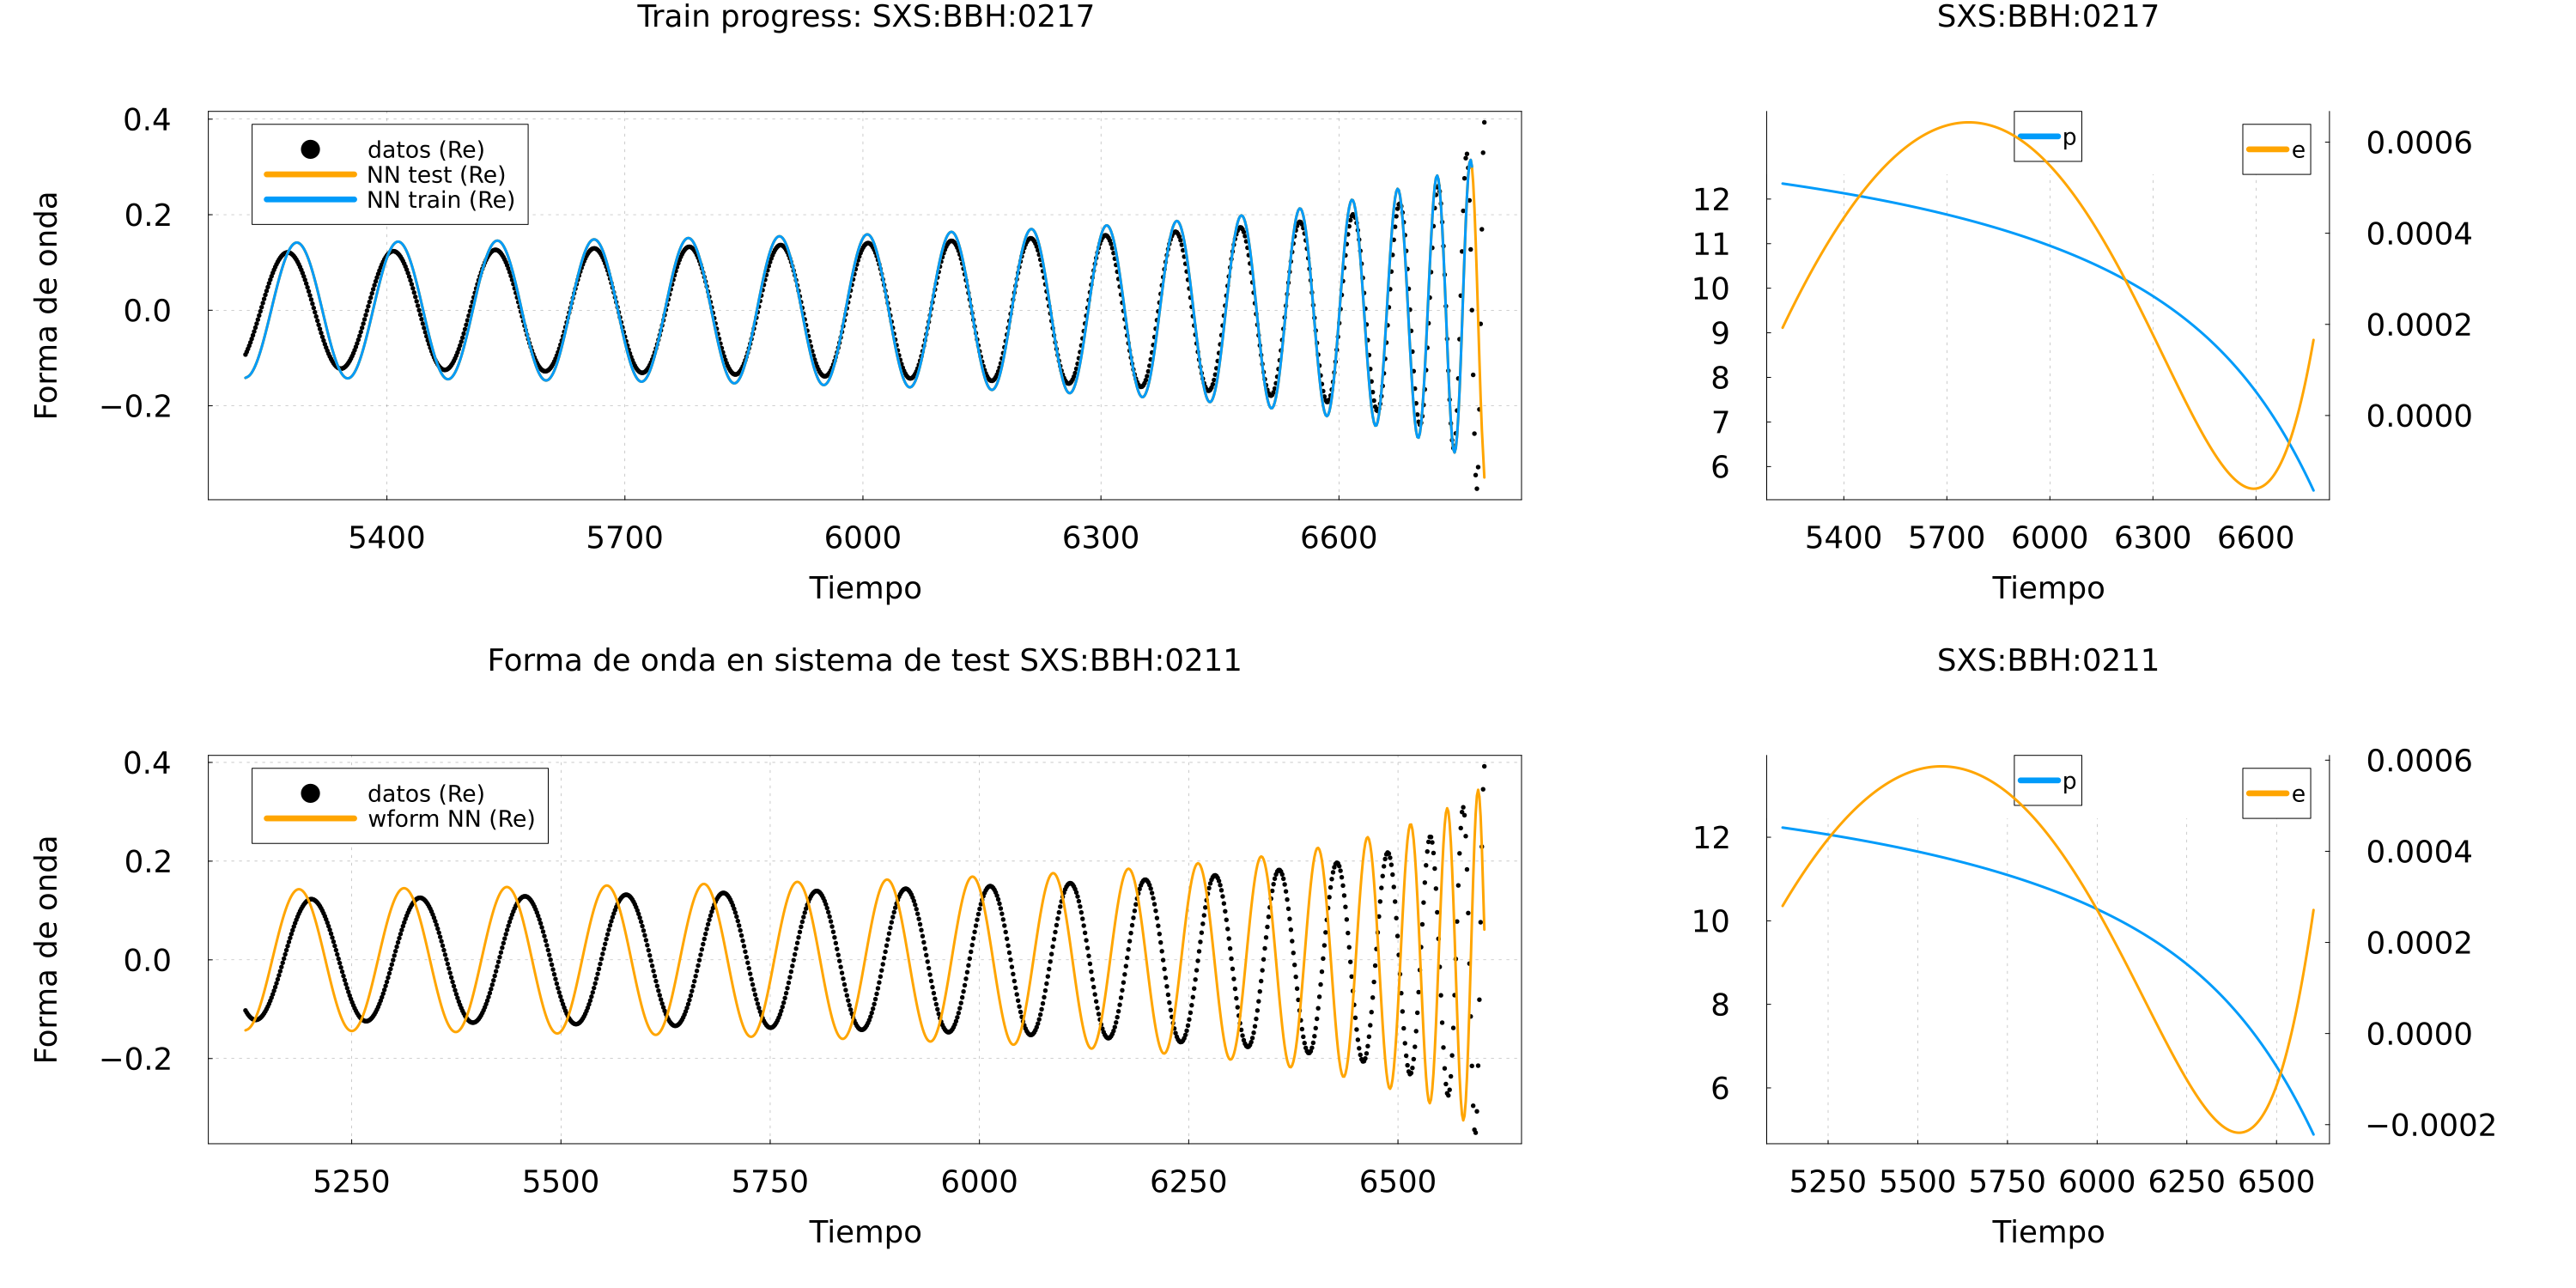 Train progress: SXS:BBH:0217
datos (Re)
NN test (Re)
NN train (Re)
Forma de onda
0.4
0.2
0.0
−0.2
5400 5700 6000 6300 6600
Tiempo
SXS:BBH:0217
p
e
12
11
10
9
8
7
6
0.0006
0.0004
0.0002
0.0000
5400 5700 6000 6300 6600
Tiempo
Forma de onda en sistema de test SXS:BBH:0211
datos (Re)
wform NN (Re)
Forma de onda
0.4
0.2
0.0
−0.2
5250 5500 5750 6000 6250 6500
Tiempo
SXS:BBH:0211
p
e
12
10
8
6
0.0006
0.0004
0.0002
0.0000
−0.0002
5250 5500 5750 6000 6250 6500
Tiempo